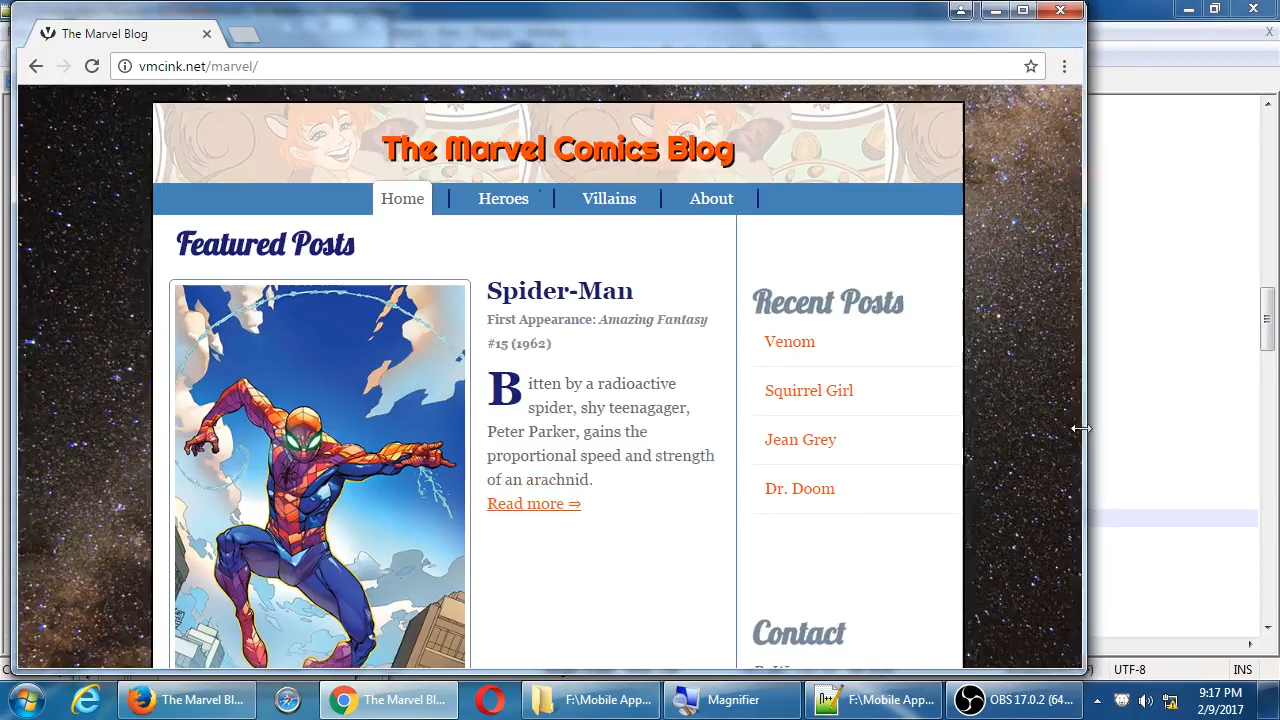 The Marvel Blog
vmcink.net/marvel/
The Marvel Comics Blog
Home
Heroes
Villains
About
Featured Posts
Spider-Man
First Appearance: Amazing Fantasy
#15 (1962)
Bitten by a radioactive
spider, shy teenagager,
Peter Parker, gains the
proportional speed and strength
of an arachnid.
Read more ⇒
Recent Posts
Venom
Squirrel Girl
Jean Grey
Dr. Doom
Contact
UTF-8
INS
The Marvel Bl...
The Marvel Bl...
F:\Mobile App...
Magnifier
F:\Mobile App...
OBS 17.0.2 (64...
9:17 PM
2/9/2017